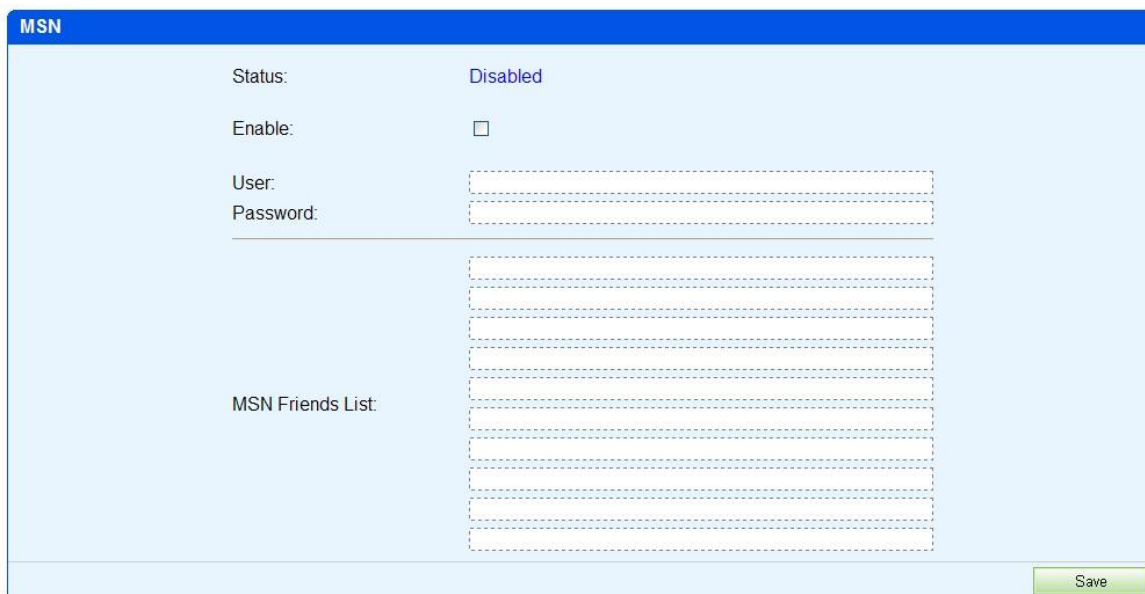 MSN
Status: Disabled
Enable:
User:
Password:
MSN Friends List:
Save